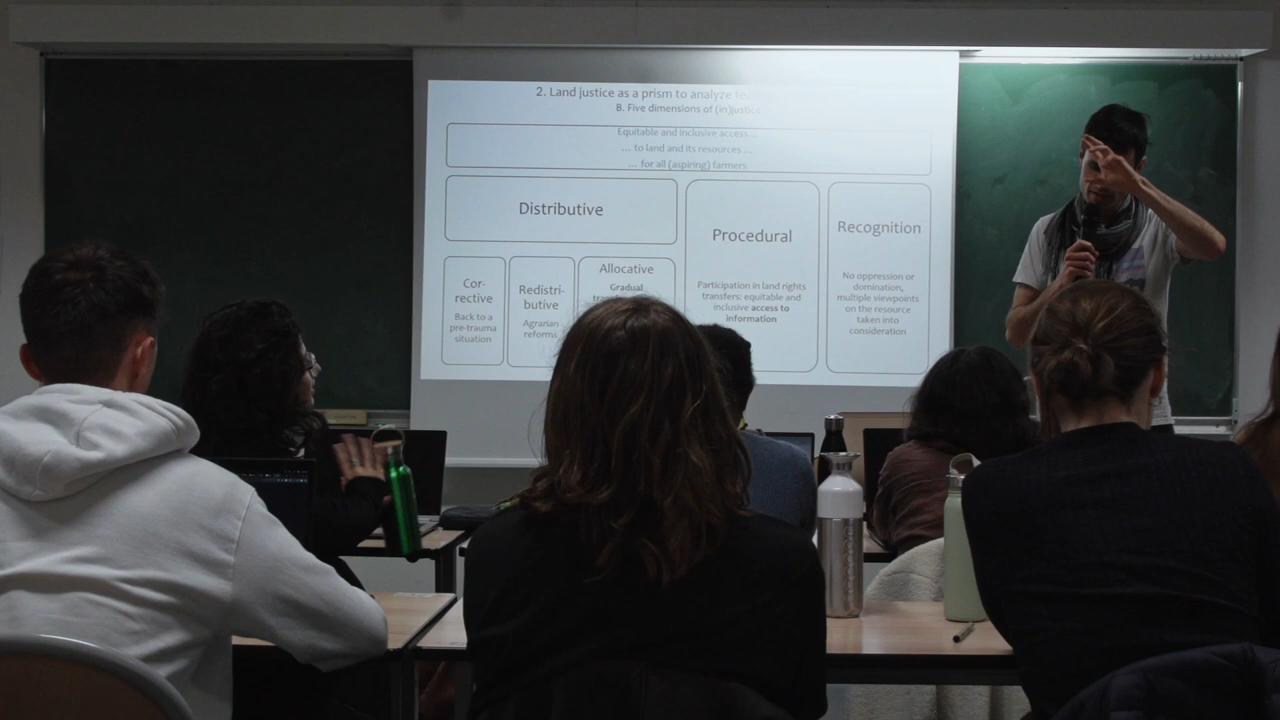 2. Land justice as a prism to analyze
B. Five dimensions of (in)justice
Equitable and inclusive access...
... to land and its resources ...
... for all (aspiring) farmers
Distributive
Cor-
rective
Back to a
pre-trauma
situation
Redistri-
butive
Agrarian
reforms
Allocative
Gradual
Procedural
Participation in land rights
transfers: equitable and
inclusive access to
information
Recognition
No oppression or
domination,
multiple viewpoints
on the resource
taken into
consideration